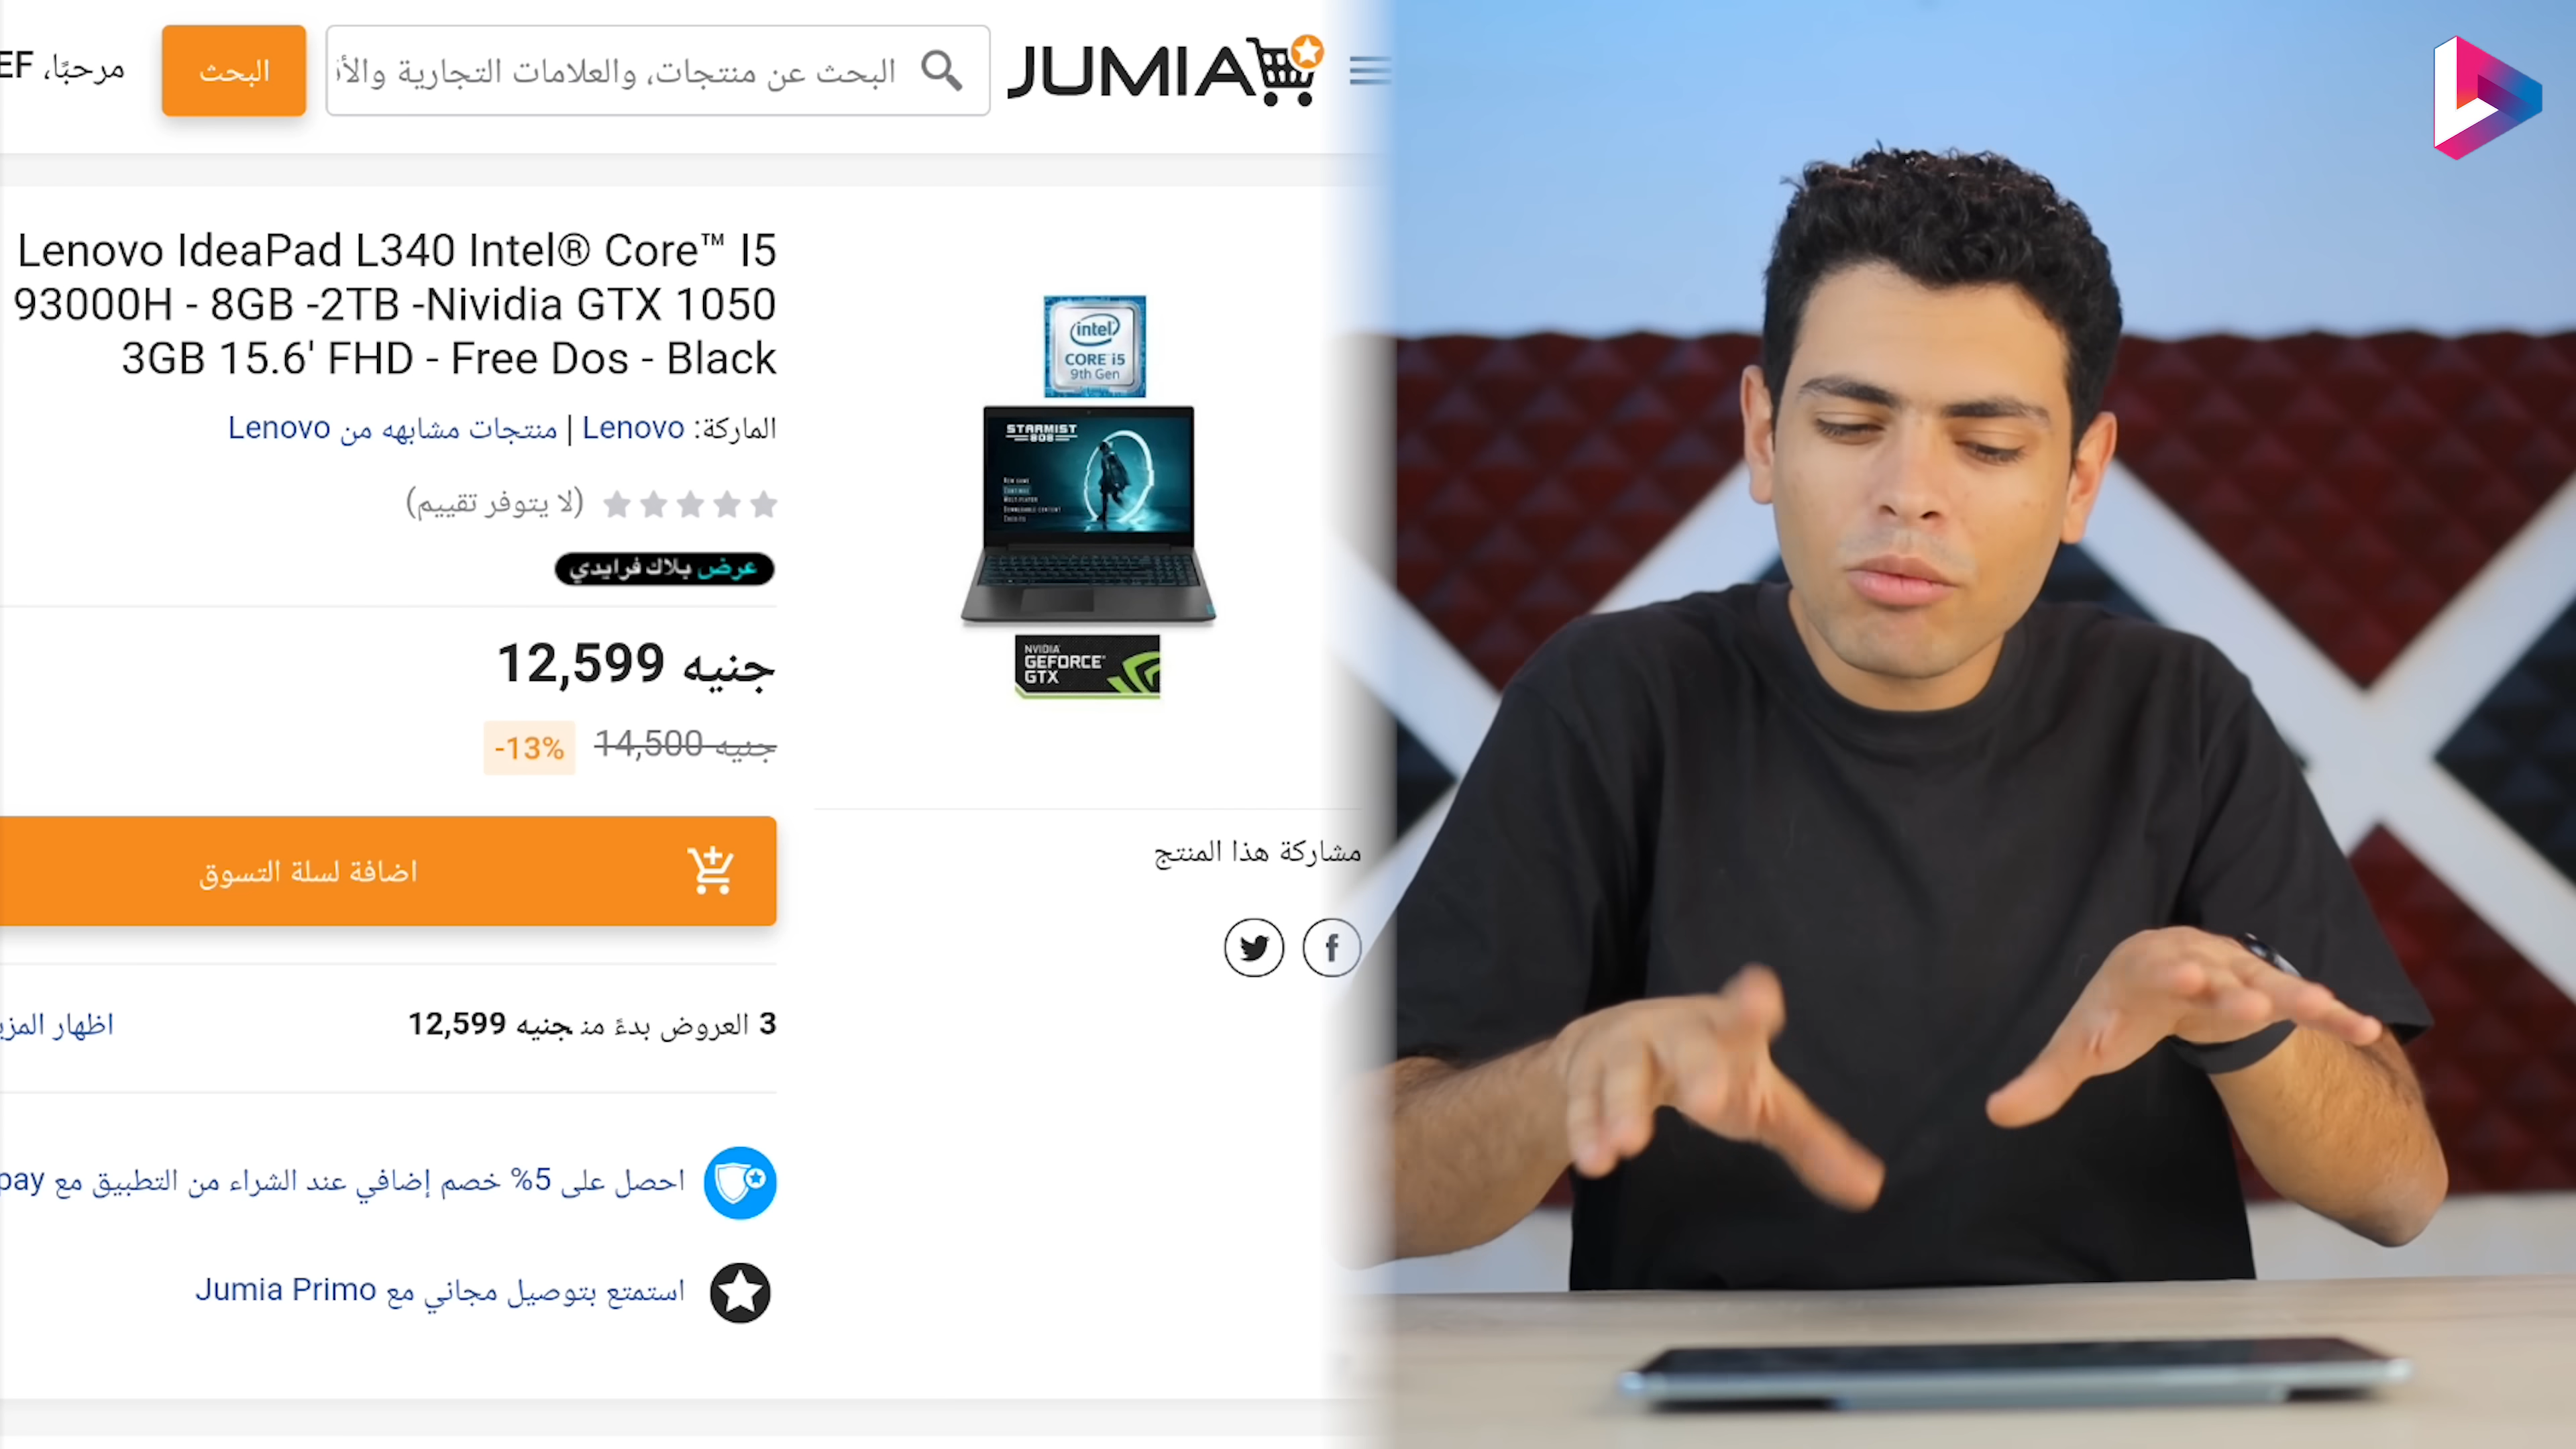 JUMIA
البحث عن منتجات، والعلامات التجارية والأ
البحث
مرحبًا، EF
Lenovo IdeaPad L340 Intel® Core™ I5
93000H - 8GB -2TB -Nividia GTX 1050
3GB 15.6' FHD - Free Dos - Black
الماركة: Lenovo | منتجات مشابهه من Lenovo
(لا يتوفر تقييم)
عرض بلاك فرايدي
جنيه 12,599
جنيه 14,500
-13%
اضافة لسلة التسوق
3 العروض بدءً من جنيه 12,599
اظهار المزي
احصل على 5% خصم إضافي عند الشراء من التطبيق مع pay
استمتع بتوصيل مجاني مع Jumia Primo
intel
CORE i5
9th Gen
STARMIST
808
NVIDIA
GEFORCE
GTX
مشاركة هذا المنتج